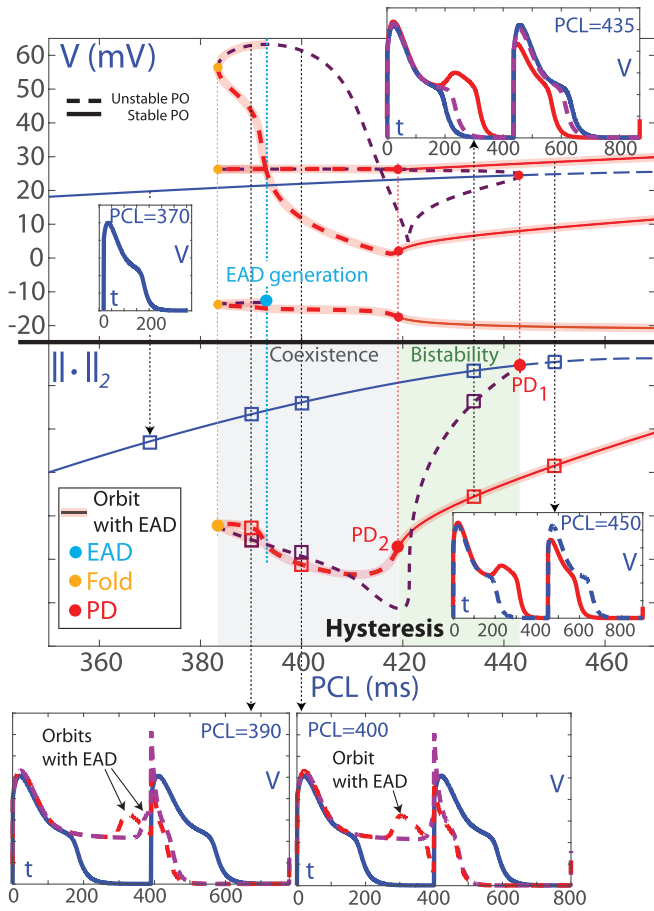 PCL=435
V
t
0 200 400 600 800
V (mV)
60
50
40
30
20
10
0
-10
-20
Unstable PO
Stable PO
PCL=370
V
t
0 200
EAD generation
||·||₂
Coexistence
Bistability
PD₁
PD₂
Orbit
with EAD
EAD
Fold
PD
PCL=450
V
t
0 200 400 600 800
Hysteresis
360 380 400 420 440 460
PCL (ms)
PCL=390
Orbits
with EAD
V
t
0 200 400 600
PCL=400
Orbit
with EAD
V
t
0 200 400 600 800